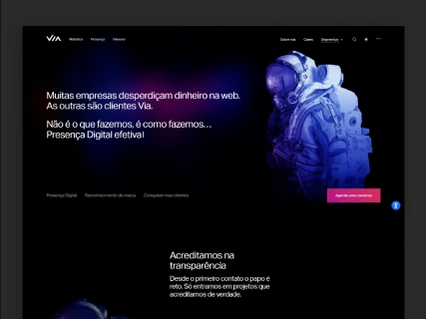 VIA
Websites Presença Inbound
Sobre nós Cases Segmentos
Muitas empresas desperdiçam dinheiro na web.
As outras são clientes Via.
Não é o que fazemos, é como fazemos...
Presença Digital efetiva
Presença Digital Reconhecimento de marca Conquiste mais clientes
Agende uma conversa
Acreditamos na
transparência
Desde o primeiro contato o papo é
reto. Só entramos em projetos que
acreditamos de verdade.